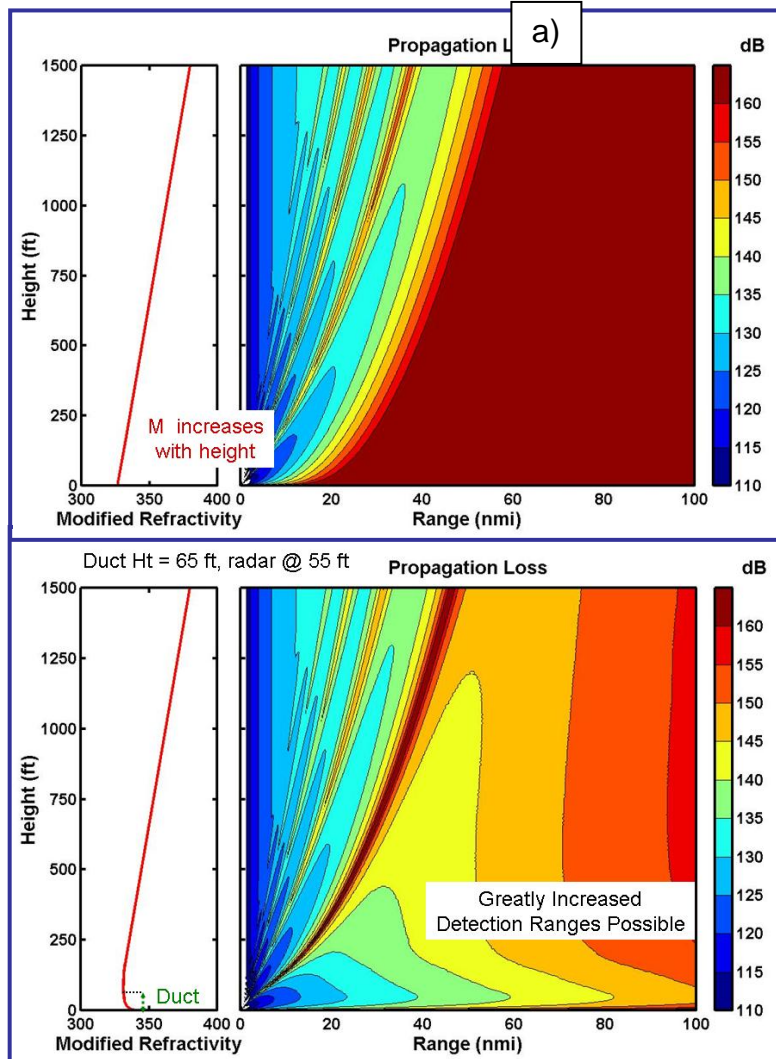 a)
Propagation L
dB
1500
1250
1000
750
500
250
0
Height (ft)
300 350 400
Modified Refractivity
M increases
with height
0 20 40 60 80 100
Range (nmi)
160
155
150
145
140
135
130
125
120
115
110
Duct Ht = 65 ft, radar @ 55 ft
Propagation Loss
dB
1500
1250
1000
750
500
250
0
Height (ft)
Duct
300 350 400
Modified Refractivity
Greatly Increased
Detection Ranges Possible
0 20 40 60 80 100
Range (nmi)
160
155
150
145
140
135
130
125
120
115
110